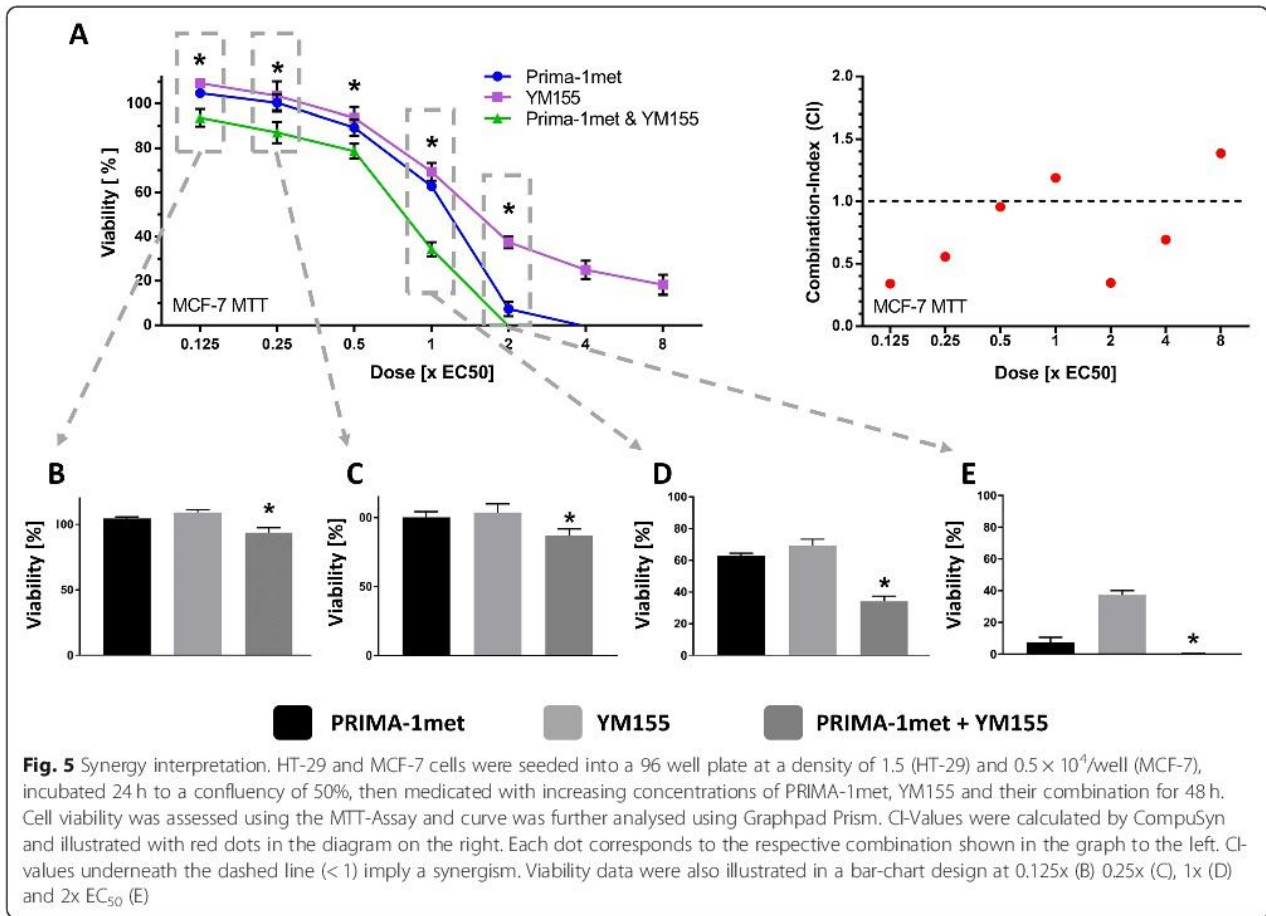 A
Prima-1met
YM155
Prima-1met & YM155
* * * * *
Viability [ % ]
100
80
60
40
20
0
MCF-7 MTT
0.125 0.25 0.5 1 2 4 8
Dose [x EC50]
Combination-Index (CI)
2.0
1.5
1.0
0.5
0.0
MCF-7 MTT
0.125 0.25 0.5 1 2 4 8
Dose [x EC50]
B
Viability [%]
100
50
0
*
C
Viability [%]
00
50
0
*
D
Viability [%]
100
80
60
40
20
0
*
E
Viability [%]
100
80
60
40
20
0
*
PRIMA-1met YM155 PRIMA-1met + YM155
Fig. 5 Synergy interpretation. HT-29 and MCF-7 cells were seeded into a 96 well plate at a density of 1.5 (HT-29) and 0.5 × 10⁴/well (MCF-7),
incubated 24 h to a confluency of 50%, then medicated with increasing concentrations of PRIMA-1met, YM155 and their combination for 48 h.
Cell viability was assessed using the MTT-Assay and curve was further analysed using Graphpad Prism. CI-Values were calculated by CompuSyn
and illustrated with red dots in the diagram on the right. Each dot corresponds to the respective combination shown in the graph to the left. CI-
values underneath the dashed line (< 1) imply a synergism. Viability data were also illustrated in a bar-chart design at 0.125x (B) 0.25x (C), 1x (D)
and 2x EC₅₀ (E)